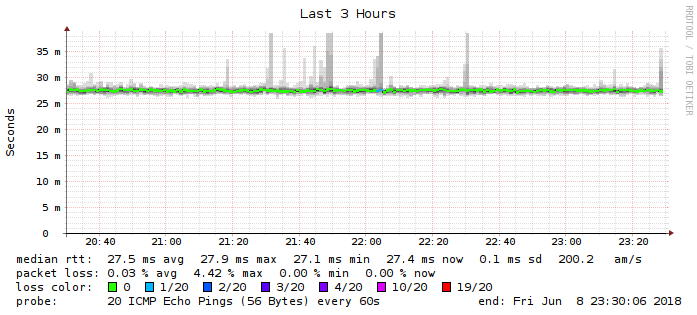 Last 3 Hours
RRDTOOL / TOBI OETIKER
Seconds
35 m
30 m
25 m
20 m
15 m
10 m
5 m
0
20:40 21:00 21:20 21:40 22:00 22:20 22:40 23:00 23:20
median rtt: 27.5 ms avg 27.9 ms max 27.1 ms min 27.4 ms now 0.1 ms sd 200.2 am/s
packet loss: 0.03 % avg 4.42 % max 0.00 % min 0.00 % now
loss color: 0 1/20 2/20 3/20 4/20 10/20 19/20
probe: 20 ICMP Echo Pings (56 Bytes) every 60s end: Fri Jun 8 23:30:06 2018